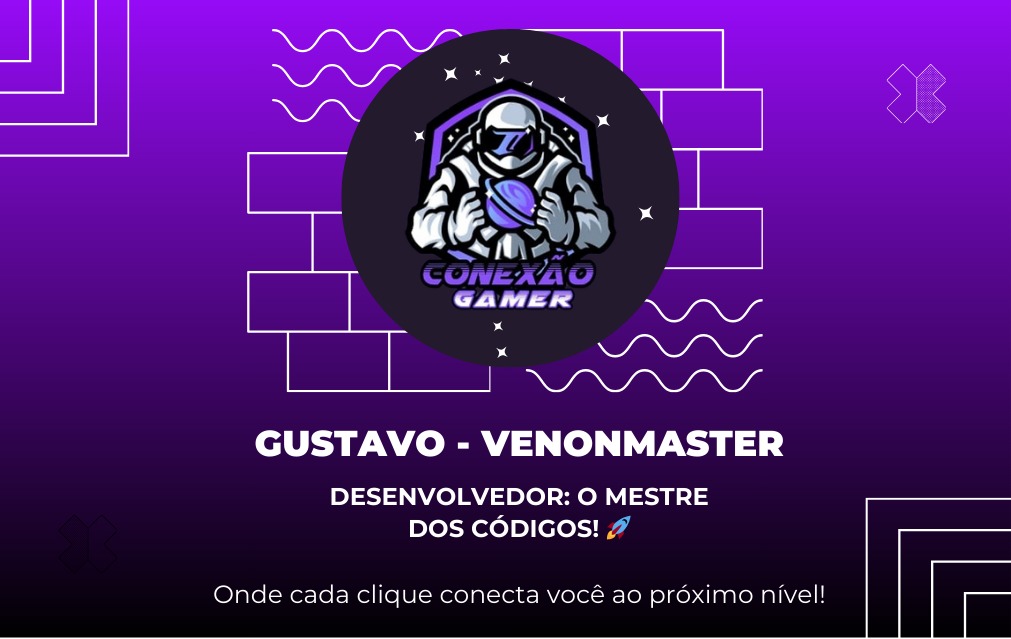 CONEXÃO
GAMER
GUSTAVO - VENONMASTER
DESENVOLVEDOR: O MESTRE
DOS CÓDIGOS! 🚀
Onde cada clique conecta você ao próximo nível!